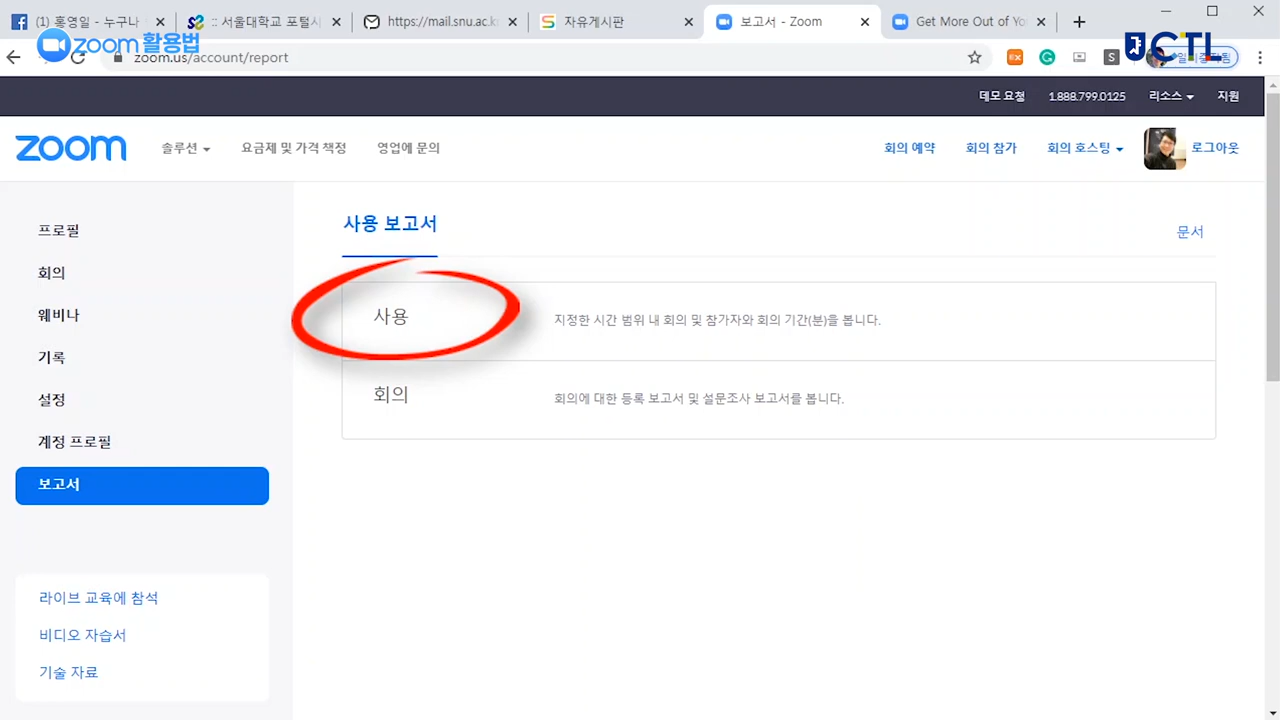 (1) 홍영일 - 누구나
:: 서울대학교 포털시
https://mail.snu.ac.k
자유게시판
보고서 - Zoom
Get More Out of Yo
zoom 활용법
zoom.us/account/report
CTL
데모 요청 1.888.799.0125 리소스 지원
zoom 솔루션 요금제 및 가격 책정 영업에 문의 회의 예약 회의 참가 회의 호스팅 로그아웃
프로필
회의
웨비나
기록
설정
계정 프로필
보고서
라이브 교육에 참석
비디오 자습서
기술 자료
사용 보고서
문서
사용 지정한 시간 범위 내 회의 및 참가자와 회의 기간(분)을 봅니다.
회의 회의에 대한 등록 보고서 및 설문조사 보고서를 봅니다.